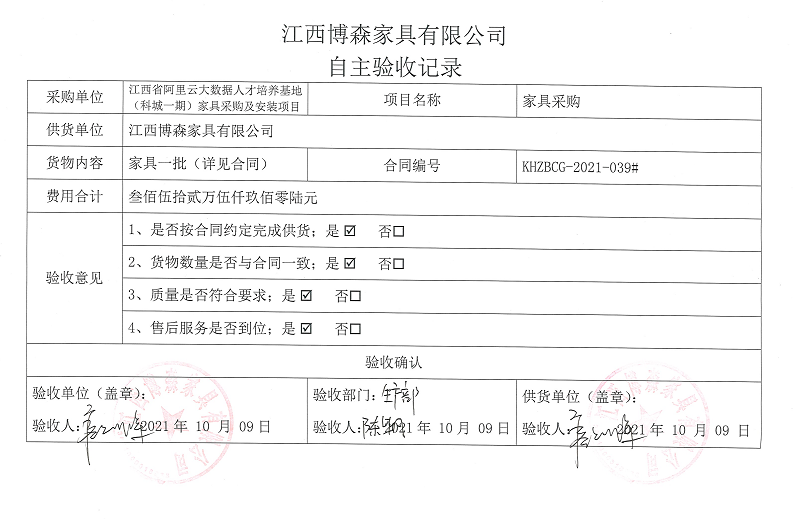 江西博森家具有限公司
自主验收记录
采购单位
江西省阿里云大数据人才培养基地
（科城一期）家具采购及安装项目
项目名称
家具采购
供货单位
江西博森家具有限公司
货物内容
家具一批（详见合同）
合同编号
KHZBCG-2021-039#
费用合计
叁佰伍拾贰万伍仟玖佰零陆元
验收意见
1、是否按合同约定完成供货；是☑ 否□
2、货物数量是否与合同一致；是☑ 否□
3、质量是否符合要求；是☑ 否□
4、售后服务是否到位；是☑ 否□
验收确认
验收单位（盖章）：
验收人： 2021 年 10 月 09 日
验收部门：
验收人： 2021 年 10 月 09 日
供货单位（盖章）：
验收人： 2021 年 10 月 09 日